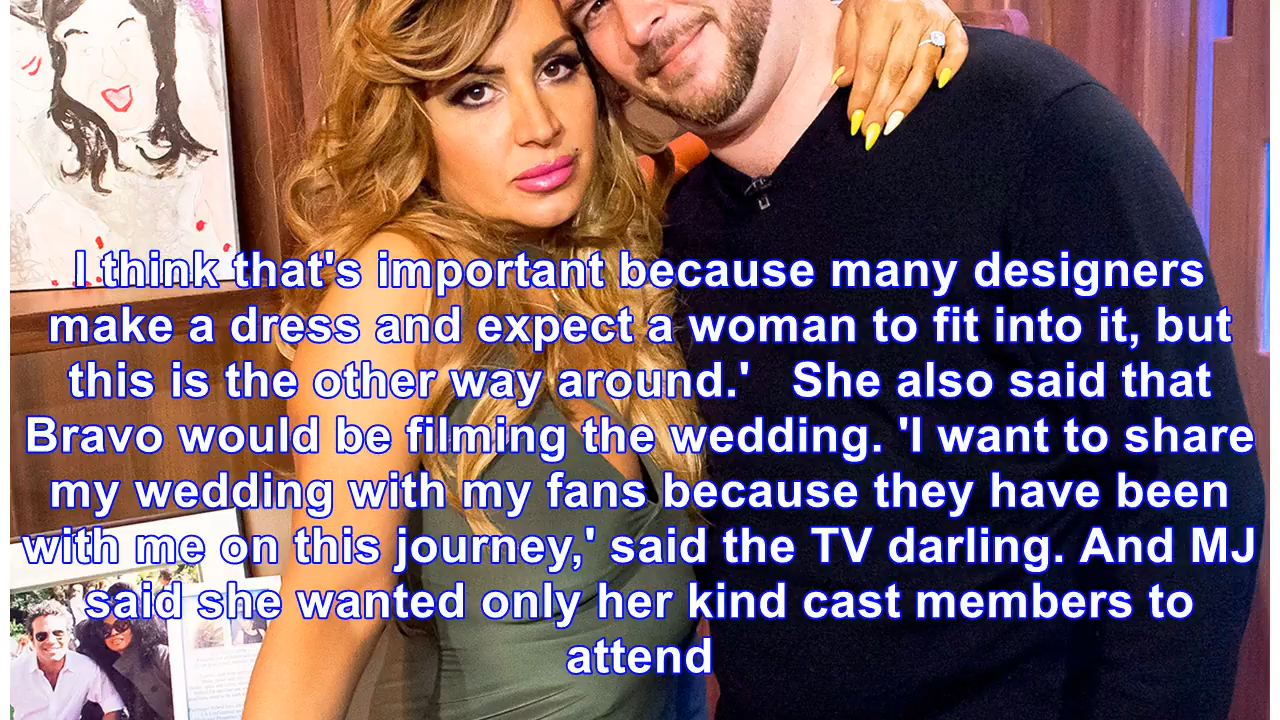 I think that's important because many designers
make a dress and expect a woman to fit into it, but
this is the other way around.'   She also said that
Bravo would be filming the wedding. 'I want to share
my wedding with my fans because they have been
with me on this journey,' said the TV darling. And MJ
said she wanted only her kind cast members to
attend